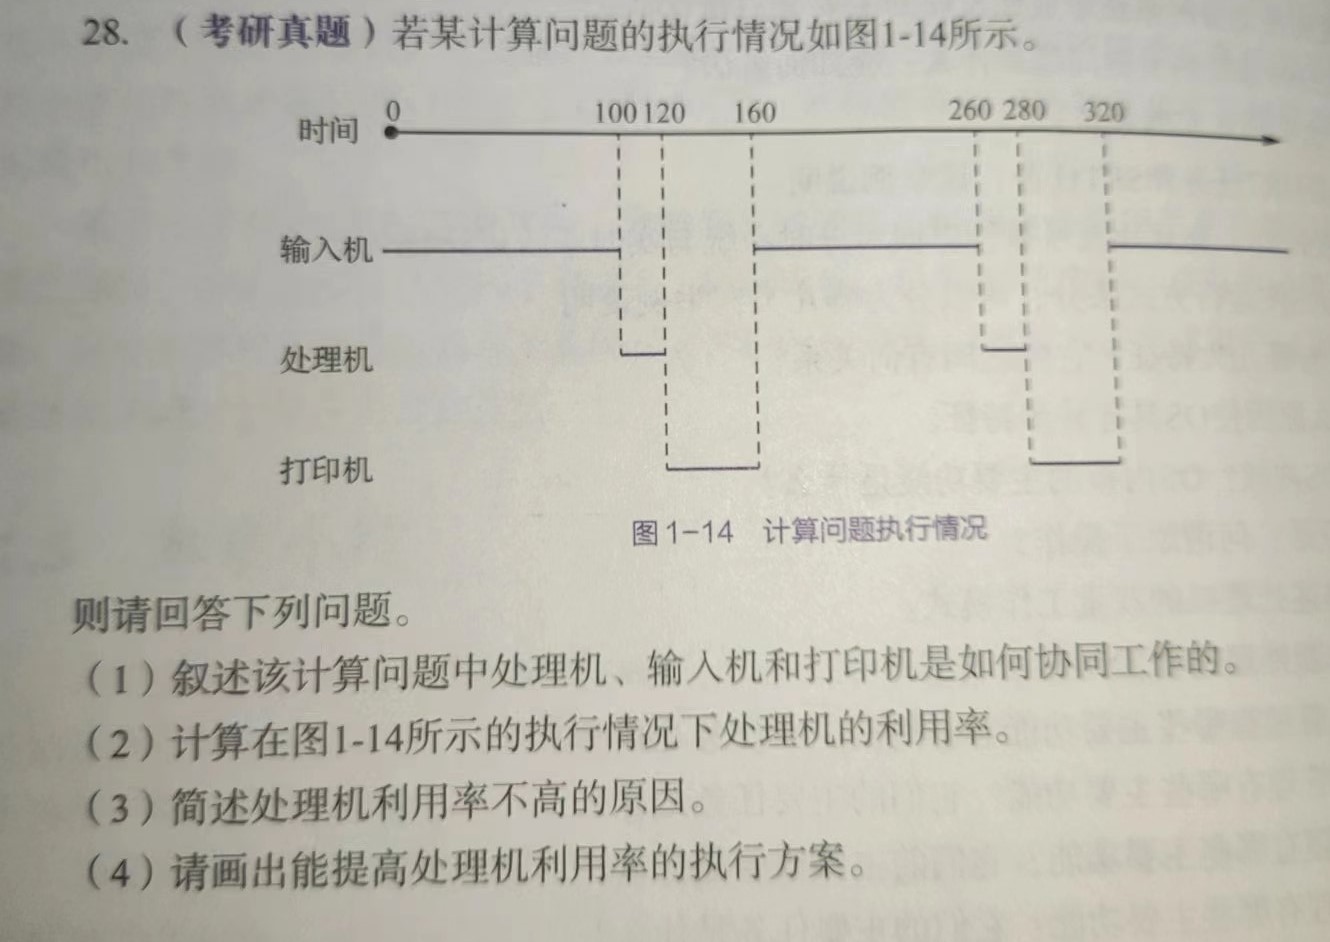 28. （考研真题）若某计算问题的执行情况如图1-14所示。
0 100 120 160 260 280 320
时间
输入机
处理机
打印机
图1-14 计算问题执行情况
则请回答下列问题。
（1）叙述该计算问题中处理机、输入机和打印机是如何协同工作的。
（2）计算在图1-14所示的执行情况下处理机的利用率。
（3）简述处理机利用率不高的原因。
（4）请画出能提高处理机利用率的执行方案。